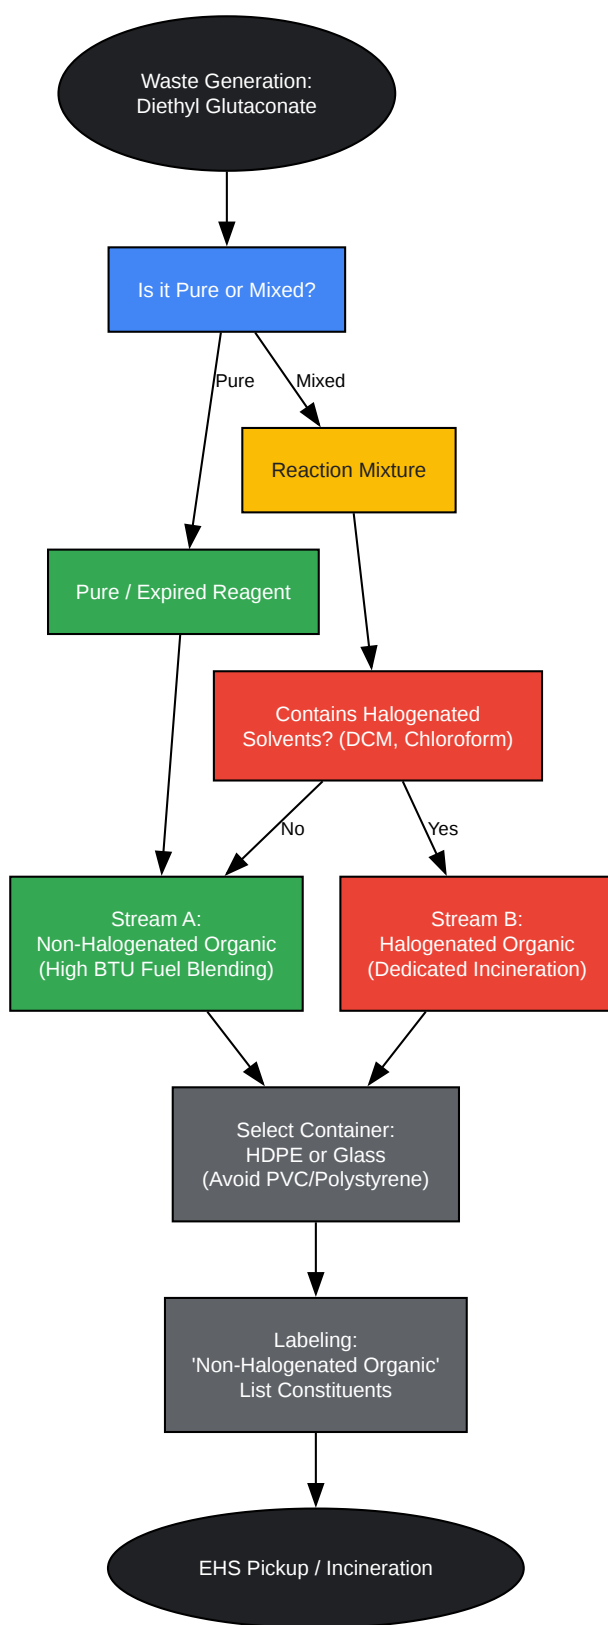 Waste Generation:
Diethyl Glutaconate
Is it Pure or Mixed?
Pure
Mixed
Reaction Mixture
Pure / Expired Reagent
Contains Halogenated
Solvents? (DCM, Chloroform)
No
Yes
Stream A:
Non-Halogenated Organic
(High BTU Fuel Blending)
Stream B:
Halogenated Organic
(Dedicated Incineration)
Select Container:
HDPE or Glass
(Avoid PVC/Polystyrene)
Labeling:
'Non-Halogenated Organic'
List Constituents
EHS Pickup / Incineration